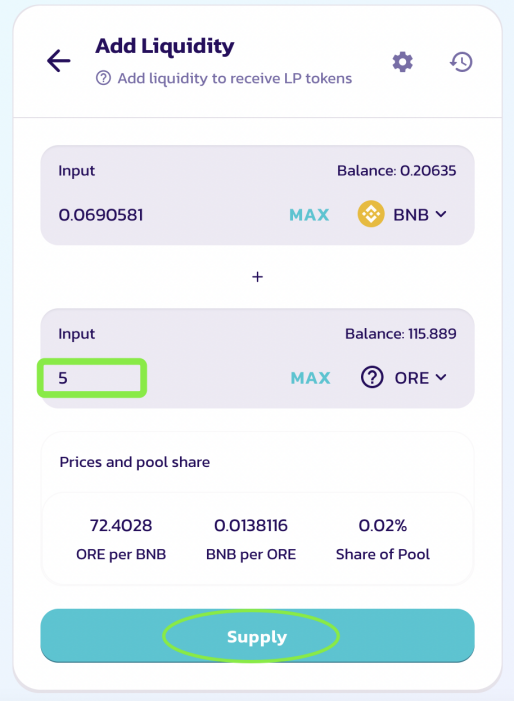 Add Liquidity
Add liquidity to receive LP tokens
Input Balance: 0.20635
0.0690581 MAX BNB
+
Input Balance: 115.889
5 MAX ORE
Prices and pool share
72.4028 0.0138116 0.02%
ORE per BNB BNB per ORE Share of Pool
Supply